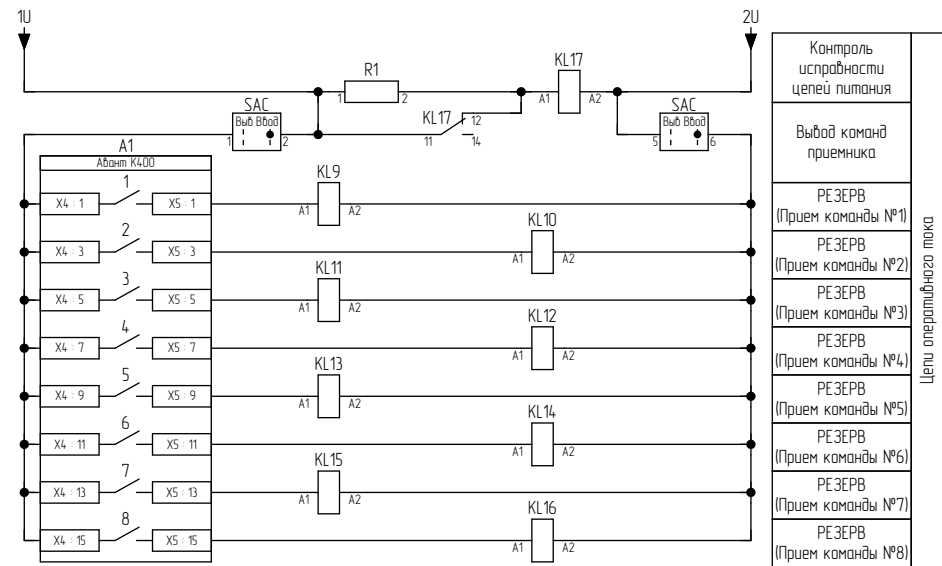 1U
2U
R1
1
2
KL17
A1
A2
KL17
12
11
14
SAC
Выв Ввод
1
2
SAC
Выв Ввод
5
6
A1
Авант К400
1
X4 : 1
X5 : 1
KL9
A1
A2
2
X4 : 3
X5 : 3
KL10
A1
A2
3
X4 : 5
X5 : 5
KL11
A1
A2
4
X4 : 7
X5 : 7
KL12
A1
A2
5
X4 : 9
X5 : 9
KL13
A1
A2
6
X4 : 11
X5 : 11
KL14
A1
A2
7
X4 : 13
X5 : 13
KL15
A1
A2
8
X4 : 15
X5 : 15
KL16
A1
A2
Контроль
исправности
цепей питания
Вывод команд
приемника
РЕЗЕРВ
(Прием команды №1)
РЕЗЕРВ
(Прием команды №2)
РЕЗЕРВ
(Прием команды №3)
РЕЗЕРВ
(Прием команды №4)
РЕЗЕРВ
(Прием команды №5)
РЕЗЕРВ
(Прием команды №6)
РЕЗЕРВ
(Прием команды №7)
РЕЗЕРВ
(Прием команды №8)
Цепи оперативного тока